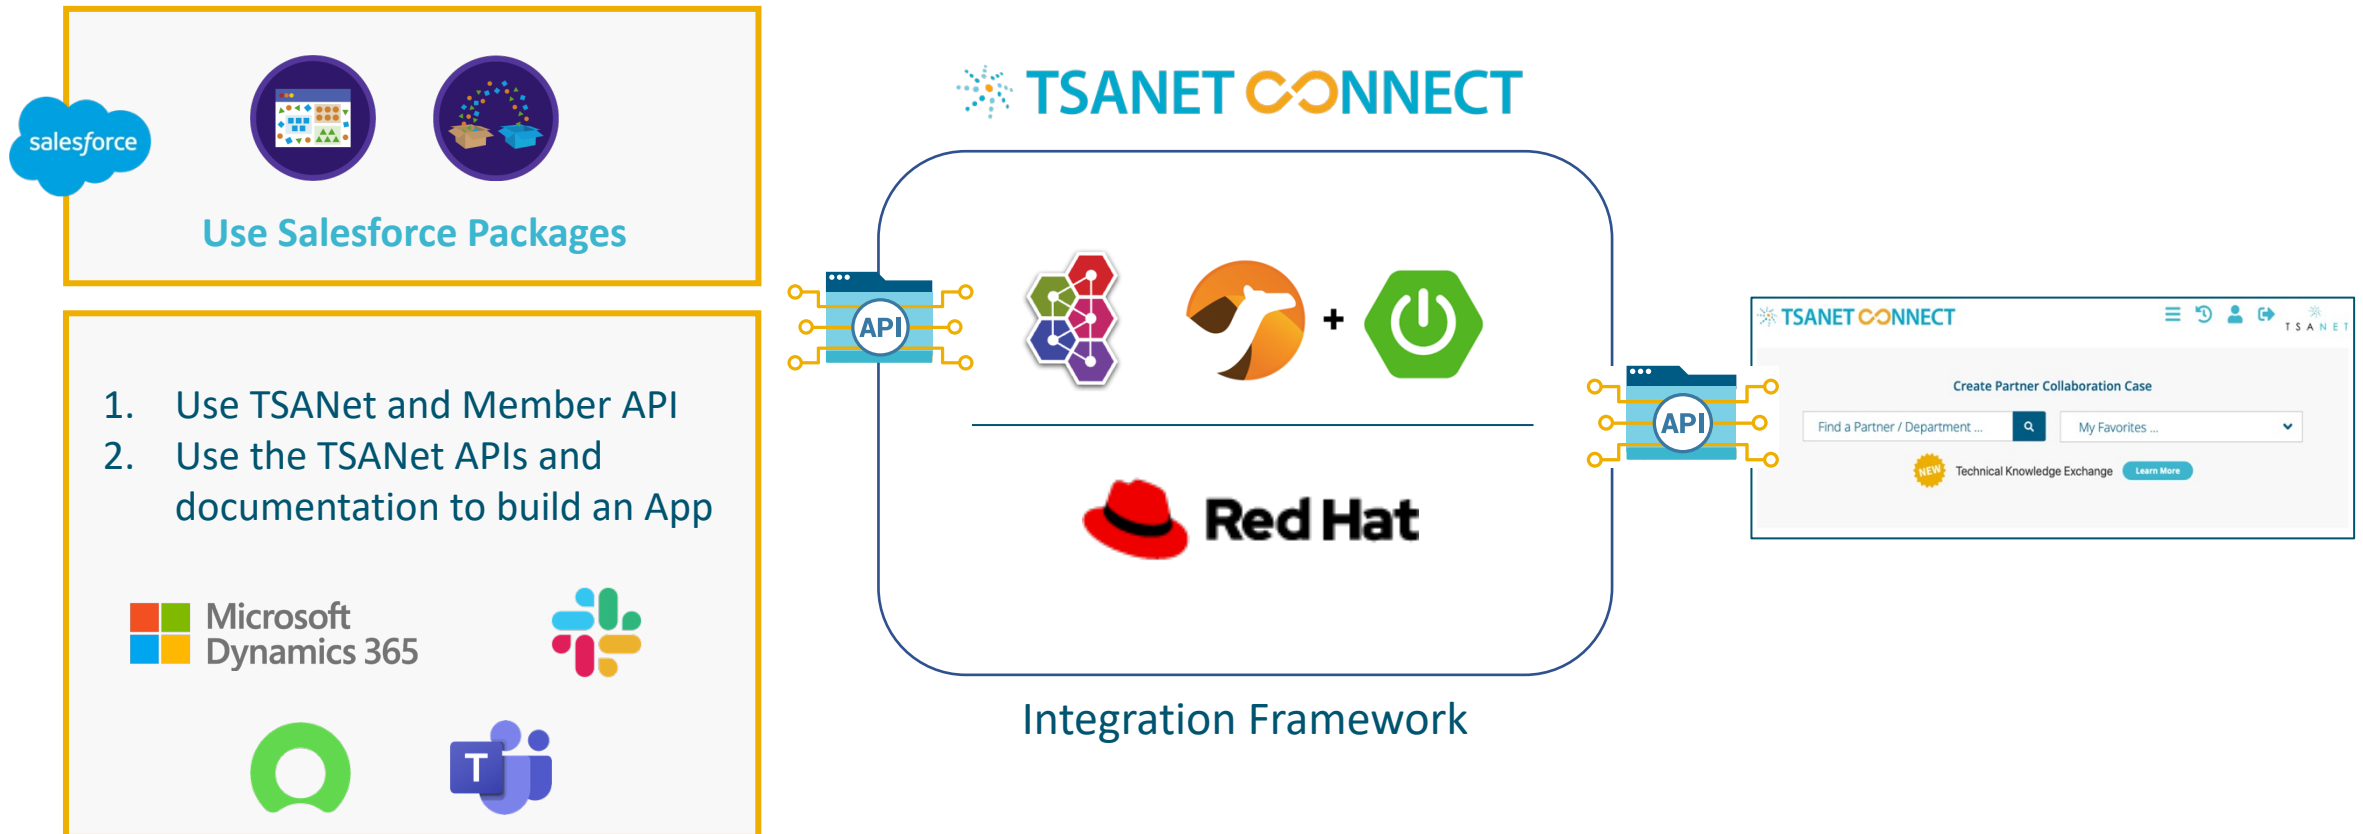 salesforce
Use Salesforce Packages
1. Use TSANet and Member API
2. Use the TSANet APIs and
documentation to build an App
Microsoft
Dynamics 365
T
TSANET CONNECT
API
+
Red Hat
Integration Framework
API
TSANET CONNECT
TSANET
Create Partner Collaboration Case
Find a Partner / Department ...
My Favorites ...
NEW
Technical Knowledge Exchange
Learn More